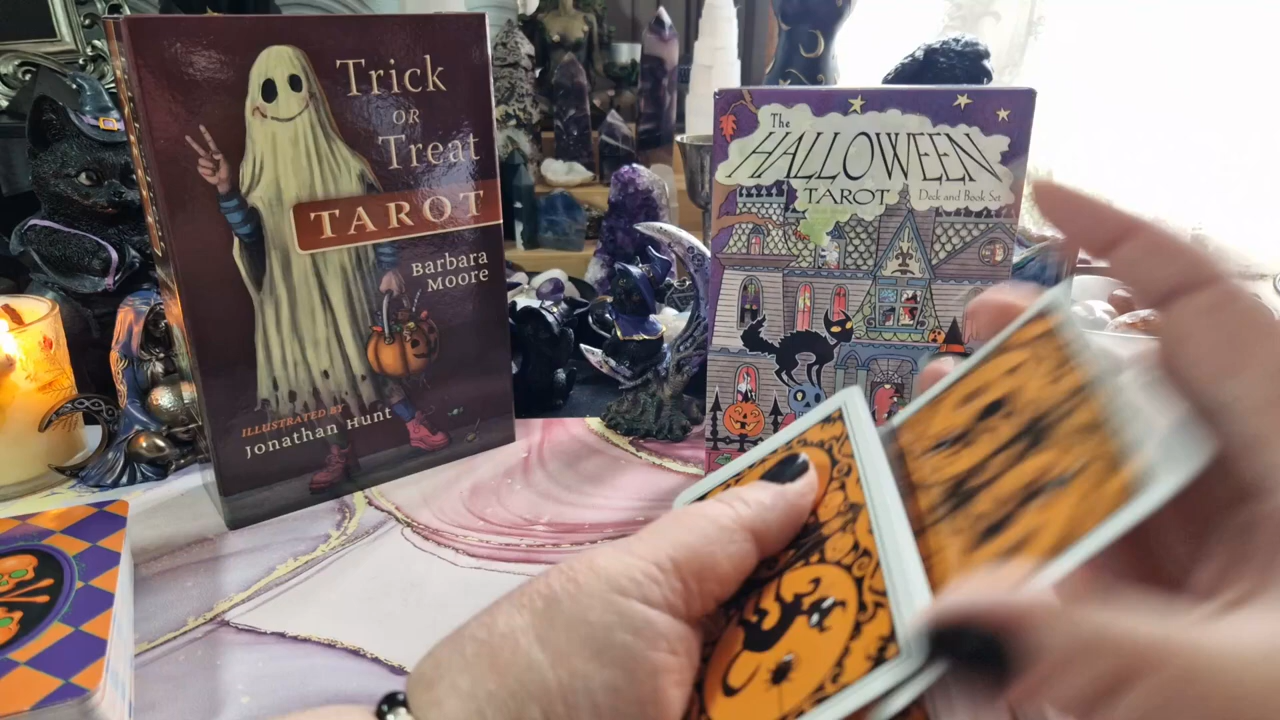 Trick
OR
Treat
TAROT
Barbara
Moore
ILLUSTRATED BY
Jonathan Hunt
The
HALLOWEEN
TAROT Deck and Book Set